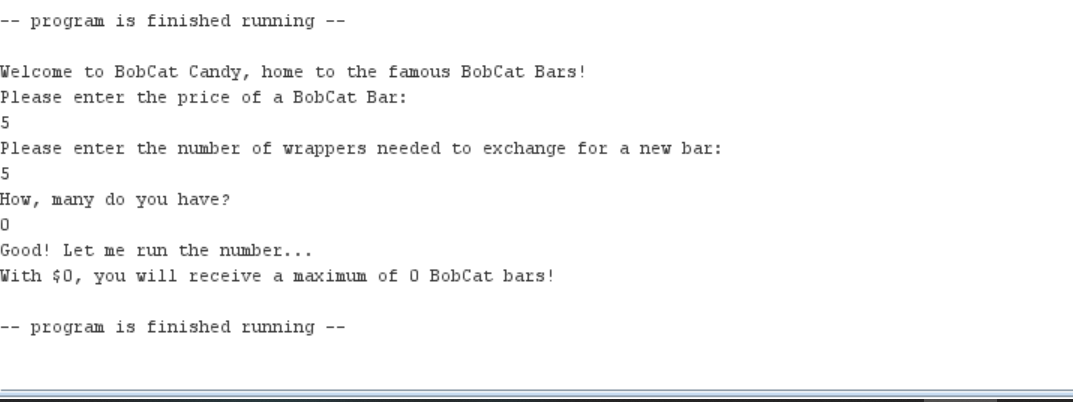 -- program is finished running --
Welcome to BobCat Candy, home to the famous BobCat Bars!
Please enter the price of a BobCat Bar:
5
Please enter the number of wrappers needed to exchange for a new bar:
5
How, many do you have?
0
Good! Let me run the number...
With $0, you will receive a maximum of 0 BobCat bars!
-- program is finished running --